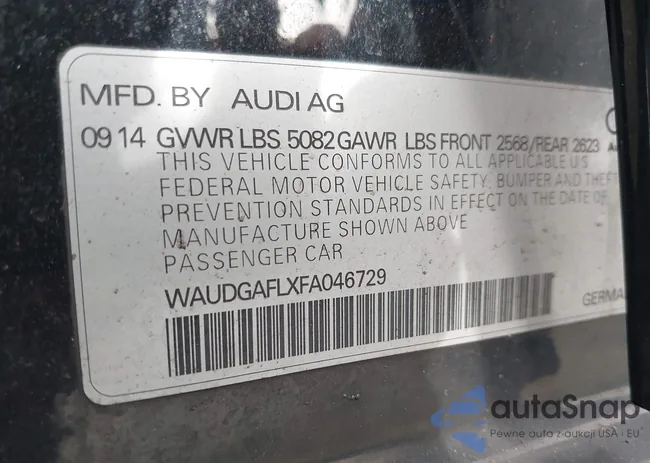 MFD. BY AUDI AG
09 14 GVWR LBS 5082 GAWR LBS FRONT 2568/REAR 2623
THIS VEHICLE CONFORMS TO ALL APPLICABLE U.S
FEDERAL MOTOR VEHICLE SAFETY, BUMPER AND THEFT
PREVENTION STANDARDS IN EFFECT ON THE DATE OF
MANUFACTURE SHOWN ABOVE
PASSENGER CAR
WAUDGAFLXFA046729
GERMA
autaSnap
Pewne auta z aukcji USA i EU